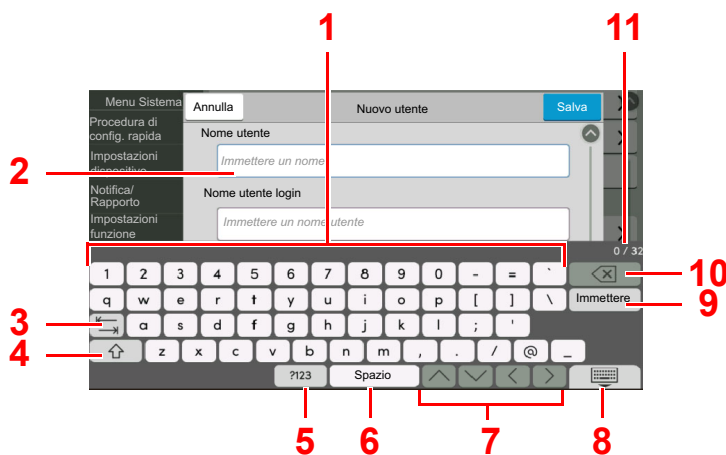 1
11
Menu Sistema
Annulla
Nuovo utente
Salva
Procedura di
config. rapida
Nome utente
Impostazioni
dispositivo
2
Immettere un nome
Notifica/
Rapporto
Nome utente login
Impostazioni
funzione
Immettere un nome utente
0 / 32
1 2 3 4 5 6 7 8 9 0 - = `
10
q w e r t y u i o p [ ] \
Immettere
9
3
a s d f g h j k l ; '
4
z x c v b n m , . / @ _
?123
Spazio
5
6
7
8